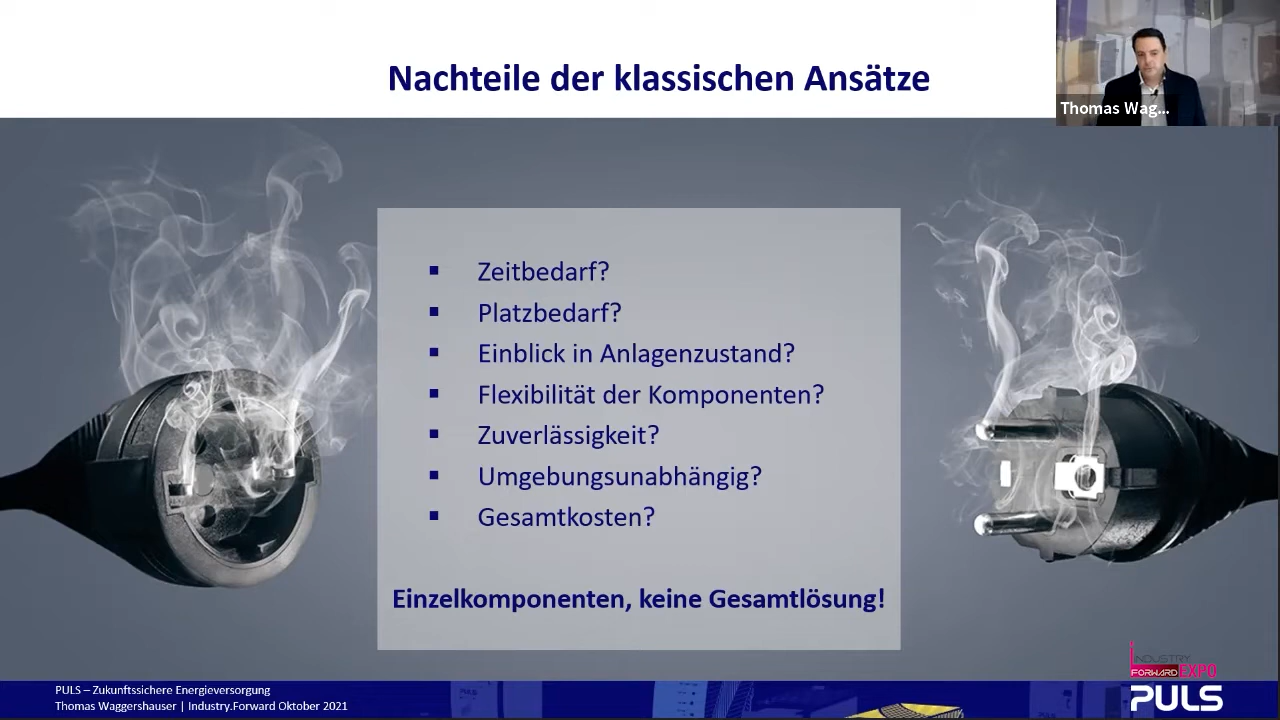 Nachteile der klassischen Ansätze
Thomas Wag...
▪ Zeitbedarf?
▪ Platzbedarf?
▪ Einblick in Anlagenzustand?
▪ Flexibilität der Komponenten?
▪ Zuverlässigkeit?
▪ Umgebungsunabhängig?
▪ Gesamtkosten?
Einzelkomponenten, keine Gesamtlösung!
INDUSTRY
FORWARD EXPO
PULS – Zukunftssichere Energieversorgung
Thomas Waggershauser | Industry.Forward Oktober 2021
PULS